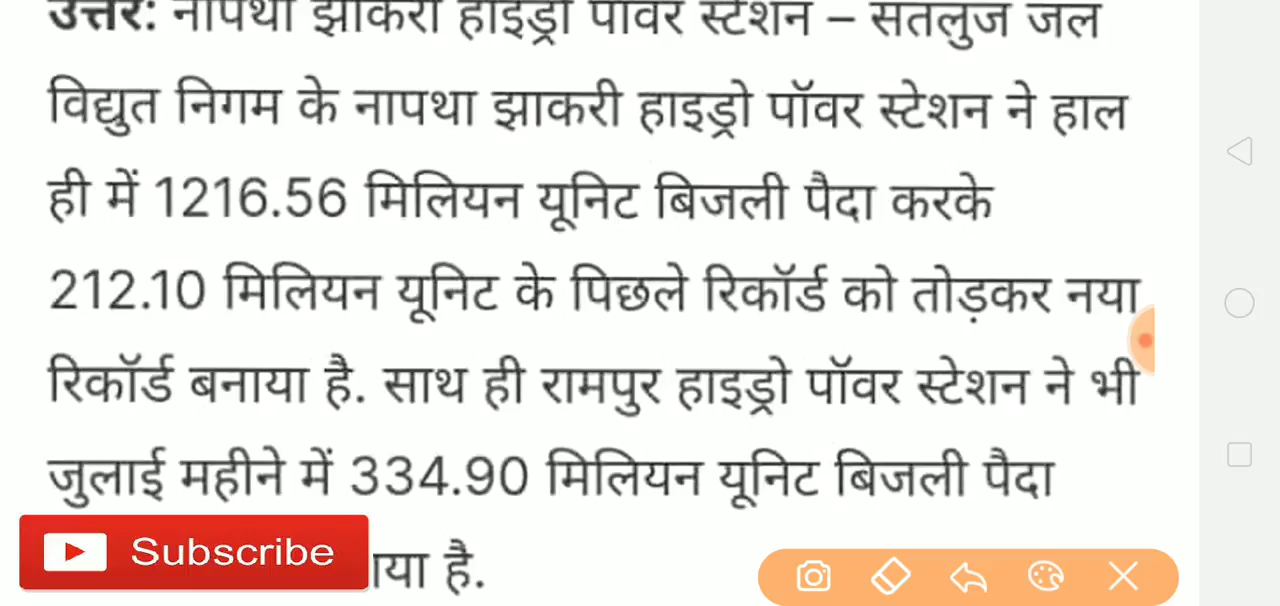 उत्तर: नापथा झाकरी हाइड्रो पॉवर स्टेशन – सतलुज जल
विद्युत निगम के नापथा झाकरी हाइड्रो पॉवर स्टेशन ने हाल
ही में 1216.56 मिलियन यूनिट बिजली पैदा करके
212.10 मिलियन यूनिट के पिछले रिकॉर्ड को तोड़कर नया
रिकॉर्ड बनाया है. साथ ही रामपुर हाइड्रो पॉवर स्टेशन ने भी
जुलाई महीने में 334.90 मिलियन यूनिट बिजली पैदा
है.
Subscribe